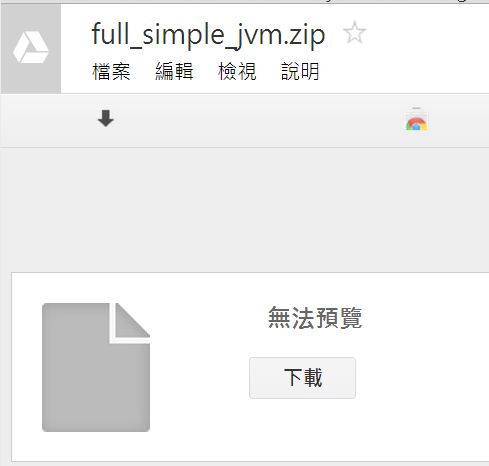 full_simple_jvm.zip
檔案 編輯 檢視 說明
無法預覽
下載